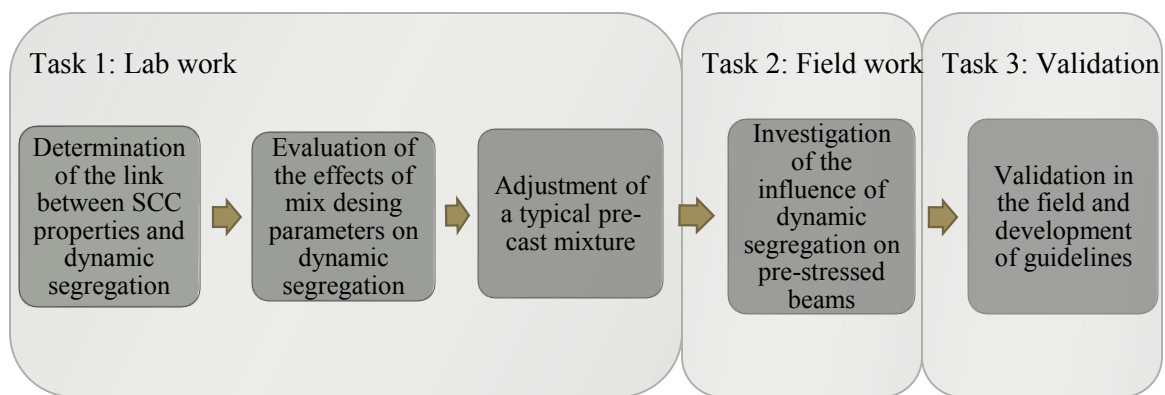 Task 1: Lab work
Determination
of the link
between SCC
properties and
dynamic
segregation
Evaluation of
the effects of
mix desing
parameters on
dynamic
segregation
Adjustment of
a typical pre-
cast mixture
Task 2: Field work
Investigation
of the
influence of
dynamic
segregation on
pre-stressed
beams
Task 3: Validation
Validation in
the field and
development
of guidelines